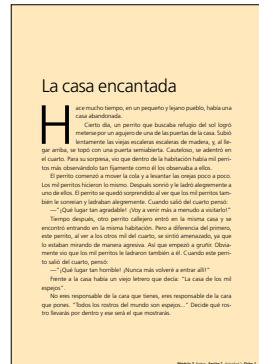 La casa encantada
Hace mucho tiempo, en un pequeño y lejano pueblo, había una
casa abandonada.
Cierto día, un perrito que buscaba refugio del sol logró
meterse por un agujero de una de las puertas de la casa. Subió
lentamente las viejas escaleras escaleras de madera, y, al lle-
gar arriba, se topó con una puerta semiabierta. Cauteloso, se adentró en
el cuarto. Para su sorpresa, vio que dentro de la habitación había mil perri-
tos más observándolo tan fijamente como él los observaba a ellos.
El perrito comenzó a mover la cola y a levantar las orejas poco a poco.
Los mil perritos hicieron lo mismo. Después sonrió y le ladró alegremente a
uno de ellos. El perrito se quedó sorprendido al ver que los mil perritos tam-
bién le sonreían y ladraban alegremente. Cuando salió del cuarto pensó:
—"¡Qué lugar tan agradable! ¡Voy a venir más a menudo a visitarlo!"
Tiempo después, otro perrito callejero entró en la misma casa y se
encontró entrando en la misma habitación. Pero a diferencia del primero,
este perrito, al ver a los otros mil del cuarto, se sintió amenazado, ya que
lo estaban mirando de manera agresiva. Así que empezó a gruñir. Obvia-
mente vio que los mil perritos le ladraron también a él. Cuando este perri-
to salió del cuarto, pensó:
—"¡Qué lugar tan horrible! ¡Nunca más volveré a entrar allí!"
Frente a la casa había un viejo letrero que decía: "La casa de los mil
espejos".
No eres responsable de la cara que tienes, eres responsable de la cara
que pones. "Todos los rostros del mundo son espejos..." Decide qué ros-
tro llevarás por dentro y ese será el que mostrarás.